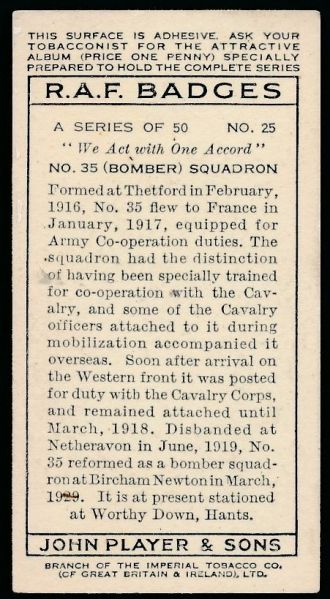 THIS SURFACE IS ADHESIVE. ASK YOUR
TOBACCONIST FOR THE ATTRACTIVE
ALBUM (PRICE ONE PENNY) SPECIALLY
PREPARED TO HOLD THE COMPLETE SERIES
R.A.F. BADGES
A SERIES OF 50 NO. 25
"We Act with One Accord"
NO. 35 (BOMBER) SQUADRON
Formed at Thetford in February,
1916, No. 35 flew to France in
January, 1917, equipped for
Army Co-operation duties. The
squadron had the distinction
of having been specially trained
for co-operation with the Cav-
alry, and some of the Cavalry
officers attached to it during
mobilization accompanied it
overseas. Soon after arrival on
the Western front it was posted
for duty with the Cavalry Corps,
and remained attached until
March, 1918. Disbanded at
Netheravon in June, 1919, No.
35 reformed as a bomber squad-
ron at Bircham Newton in March,
1929. It is at present stationed
at Worthy Down, Hants.
JOHN PLAYER & SONS
BRANCH OF THE IMPERIAL TOBACCO CO.
(OF GREAT BRITAIN & IRELAND), LTD.